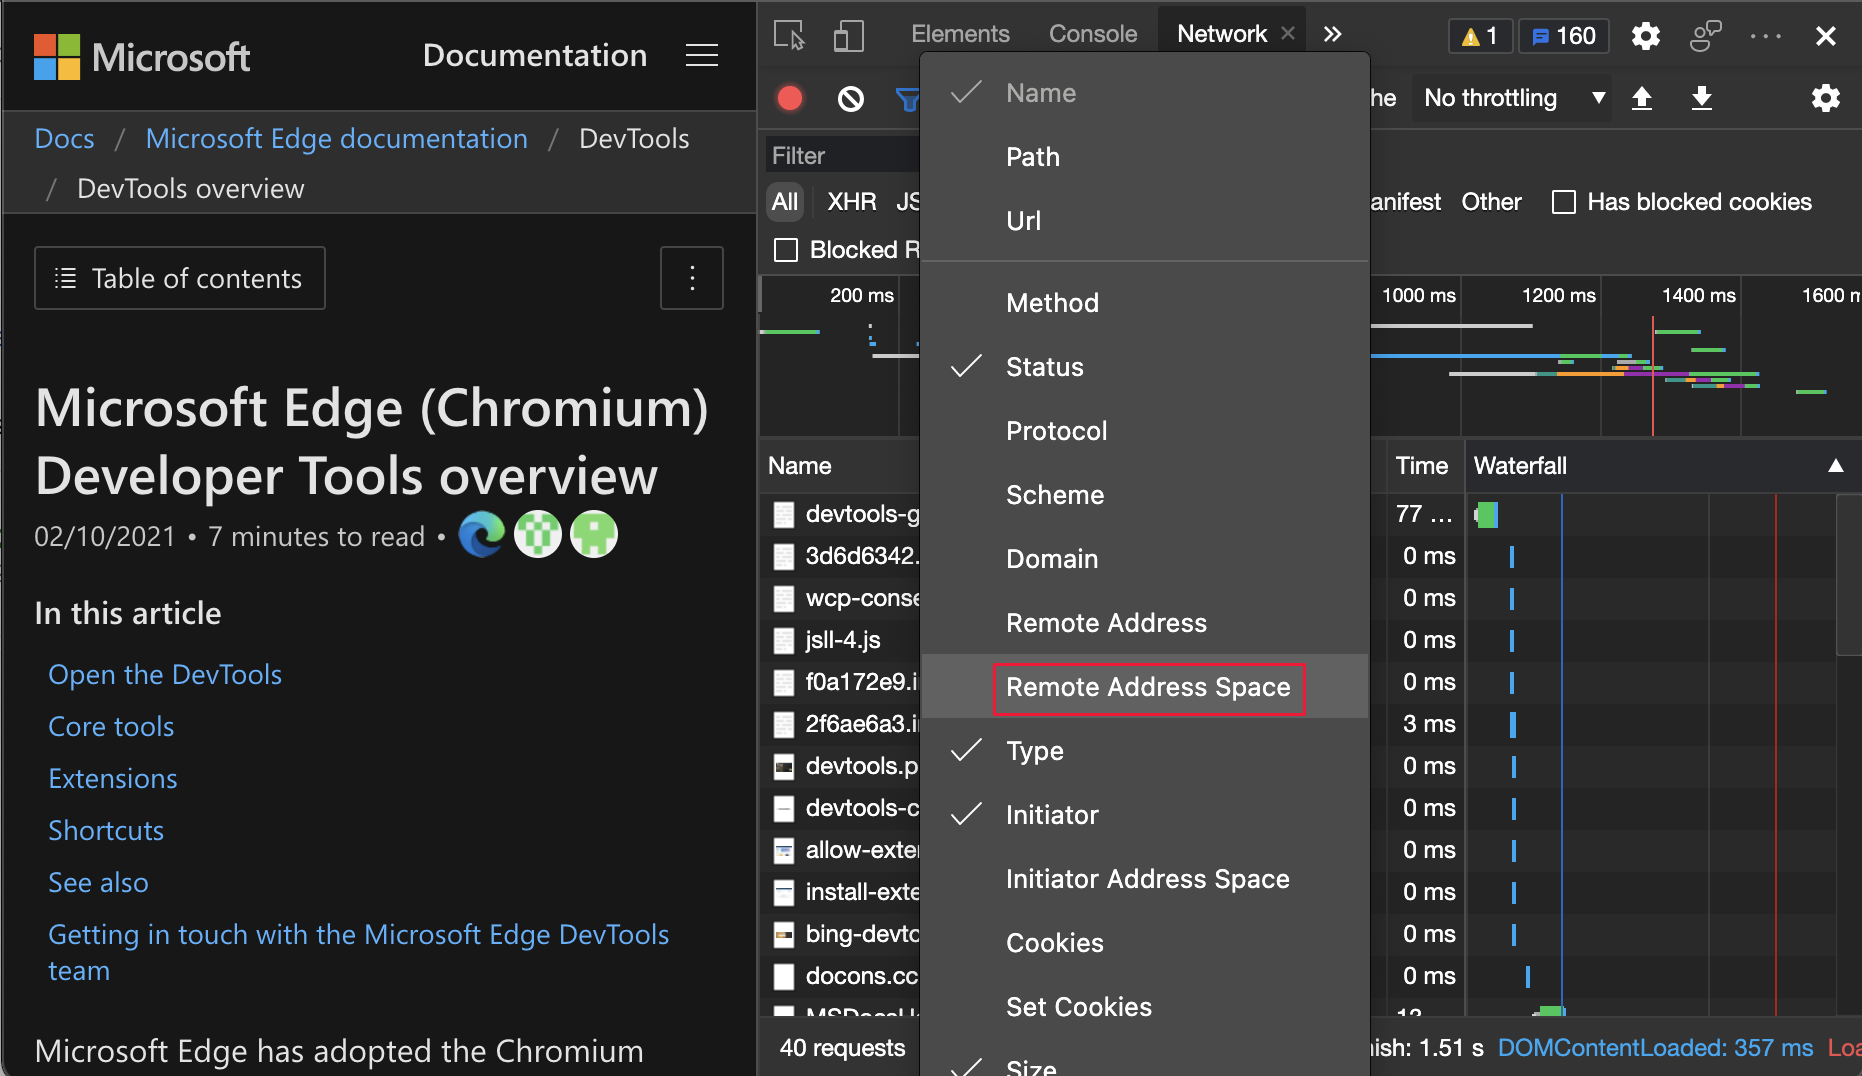 Microsoft
Documentation
Docs / Microsoft Edge documentation / DevTools
/ DevTools overview
Table of contents
Microsoft Edge (Chromium)
Developer Tools overview
02/10/2021 • 7 minutes to read •
In this article
Open the DevTools
Core tools
Extensions
Shortcuts
See also
Getting in touch with the Microsoft Edge DevTools
team
Microsoft Edge has adopted the Chromium
Elements Console Network
1 160
he No throttling
Filter
All XHR JS
anifest Other Has blocked cookies
Blocked R
200 ms 1000 ms 1200 ms 1400 ms 1600 m
Name Time Waterfall
devtools-g 77 ...
3d6d6342. 0 ms
wcp-conse 0 ms
jsll-4.js 0 ms
f0a172e9.i 0 ms
2f6ae6a3.i 3 ms
devtools.p 0 ms
devtools-c 0 ms
allow-exte 0 ms
install-exte 0 ms
bing-devto 0 ms
docons.cc 0 ms
40 requests
ish: 1.51 s DOMContentLoaded: 357 ms Loa
Name
Path
Url
Method
Status
Protocol
Scheme
Domain
Remote Address
Remote Address Space
Type
Initiator
Initiator Address Space
Cookies
Set Cookies
Size